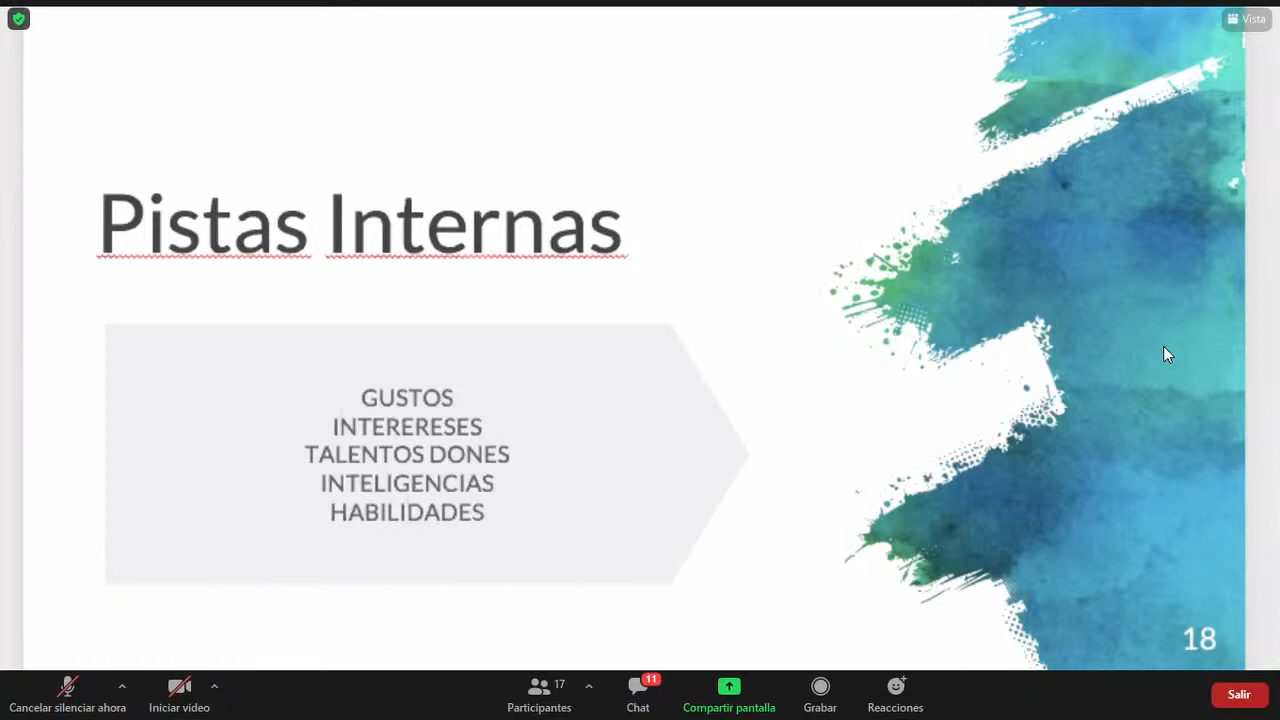 Vista
Pistas Internas
GUSTOS
INTERERESES
TALENTOS DONES
INTELIGENCIAS
HABILIDADES
18
17
11
Cancelar silenciar ahora
Iniciar video
Participantes
Chat
Compartir pantalla
Grabar
Reacciones
Salir